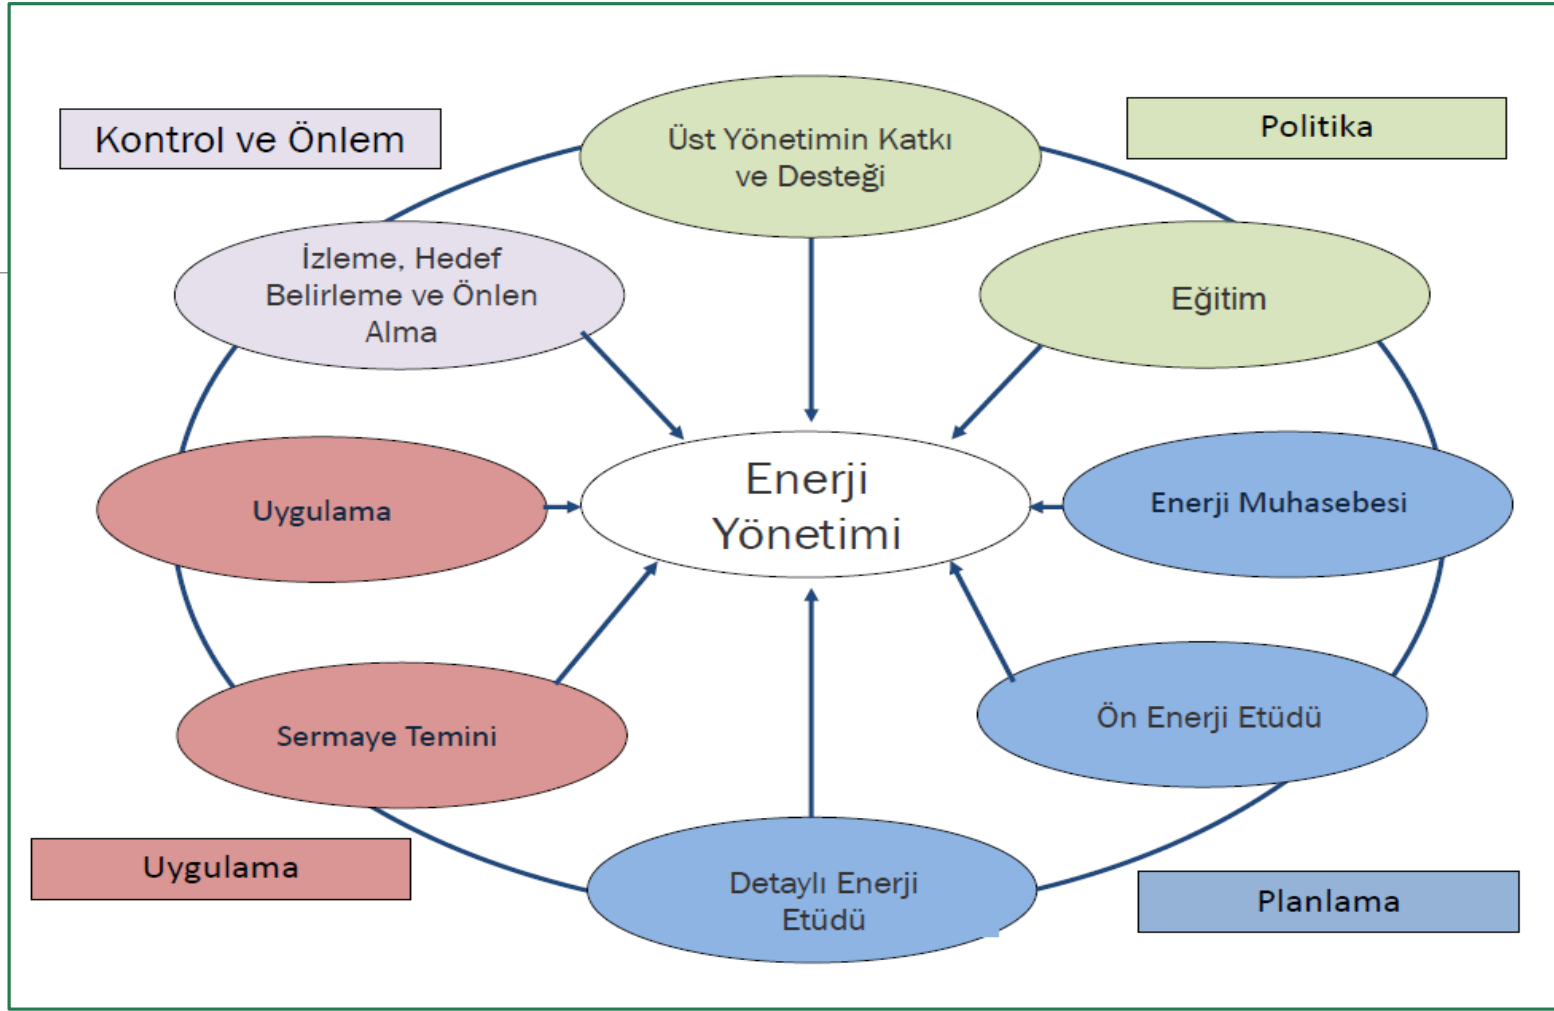 Kontrol ve Önlem
Üst Yönetimin Katkı
ve Desteği
Politika
İzleme, Hedef
Belirleme ve Önlen
Alma
Eğitim
Uygulama
Enerji
Yönetimi
Enerji Muhasebesi
Sermaye Temini
Ön Enerji Etüdü
Uygulama
Detaylı Enerji
Etüdü
Planlama